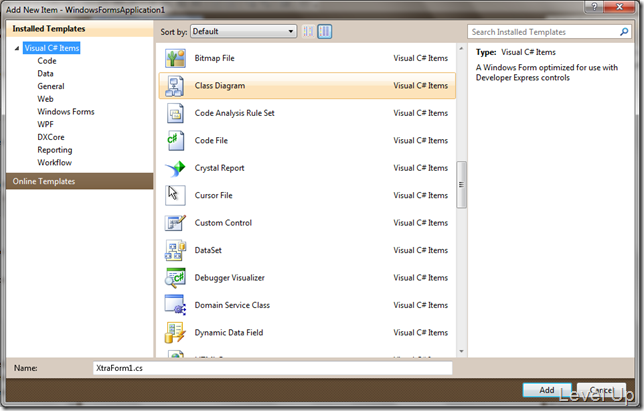 Add New Item - WindowsFormsApplication1
Installed Templates
Visual C# Items
Code
Data
General
Web
Windows Forms
WPF
DXCore
Reporting
Workflow
Online Templates
Sort by: Default
Bitmap File Visual C# Items
Class Diagram Visual C# Items
Code Analysis Rule Set Visual C# Items
Code File Visual C# Items
Crystal Report Visual C# Items
Cursor File Visual C# Items
Custom Control Visual C# Items
DataSet Visual C# Items
Debugger Visualizer Visual C# Items
Domain Service Class Visual C# Items
Dynamic Data Field Visual C# Items
Search Installed Templates
Type: Visual C# Items
A Windows Form optimized for use with
Developer Express controls
Name: XtraForm1.cs
Add Cancel
Level Up